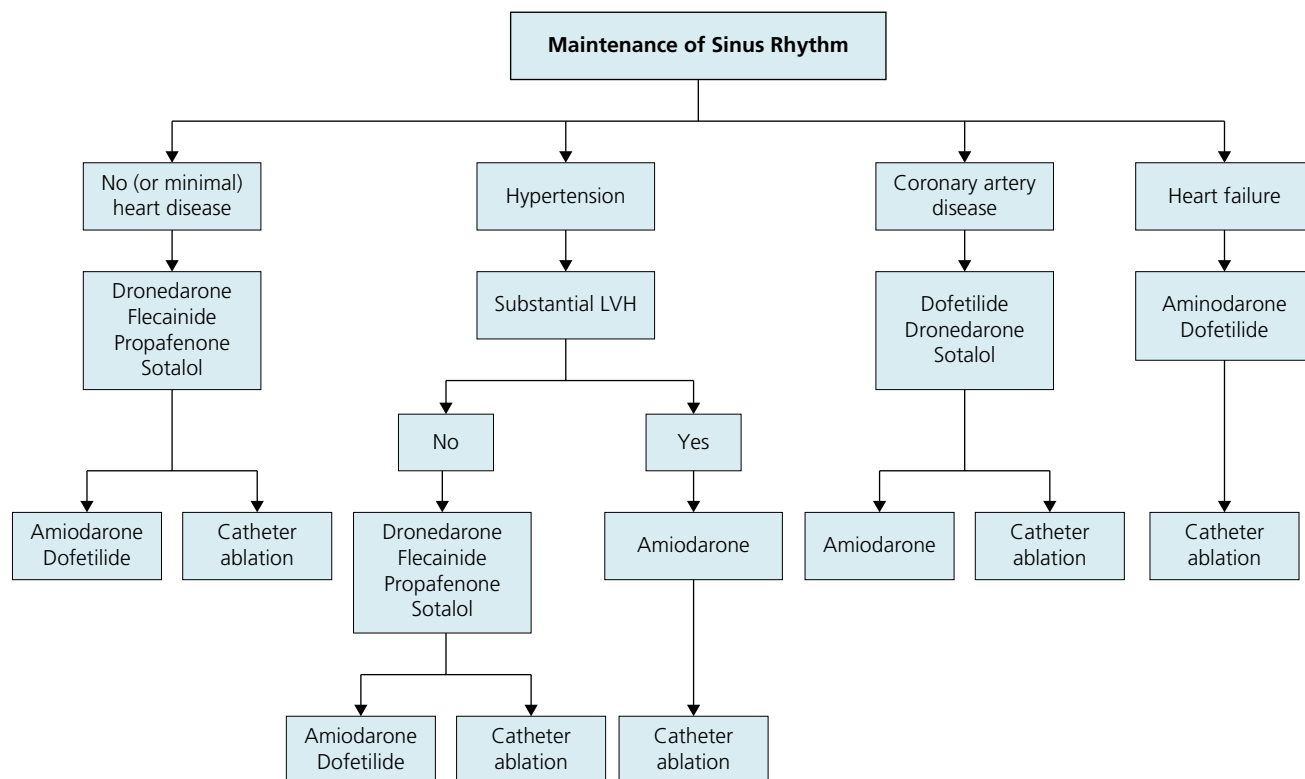 Maintenance of Sinus Rhythm
No (or minimal)
heart disease
Hypertension
Coronary artery
disease
Heart failure
Dronedarone
Flecainide
Propafenone
Sotalol
Substantial LVH
Dofetilide
Dronedarone
Sotalol
Aminodarone
Dofetilide
No
Yes
Amiodarone
Dofetilide
Catheter
ablation
Dronedarone
Flecainide
Propafenone
Sotalol
Amiodarone
Amiodarone
Catheter
ablation
Catheter
ablation
Amiodarone
Dofetilide
Catheter
ablation
Catheter
ablation